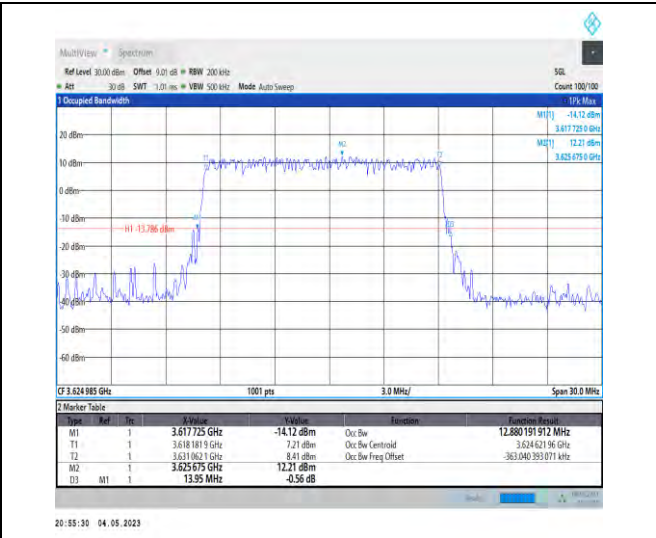 MultiView Spectrum
Ref Level 30.00 dBm Offset 9.01 dB RBW 200 kHz SGL
Att 30 dB SWT 1.01 ms VBW 500 kHz Mode Auto Sweep Count 100/100
1 Occupied Bandwidth 1Pk Max
M1[1] -14.12 dBm
3.617 725 0 GHz
M2[1] 12.21 dBm
3.625 675 0 GHz
20 dBm
M2
T1 T2
10 dBm
0 dBm
-10 dBm
H1 -13.786 dBm
-20 dBm
-30 dBm
-40 dBm
-50 dBm
-60 dBm
CF 3.624 985 GHz 1001 pts 3.0 MHz/ Span 30.0 MHz
2 Marker Table
Type Ref Trc X-Value Y-Value Function Function Result
M1 1 3.617 725 GHz -14.12 dBm Occ Bw 12.880 191 912 MHz
T1 1 3.618 181 9 GHz 7.21 dBm Occ Bw Centroid 3.624 621 96 GHz
T2 1 3.631 062 1 GHz 8.41 dBm Occ Bw Freq Offset -363.040 393 071 kHz
M2 1 3.625 675 GHz 12.21 dBm
D3 M1 1 13.95 MHz -0.56 dB
20:55:30 04.05.2023